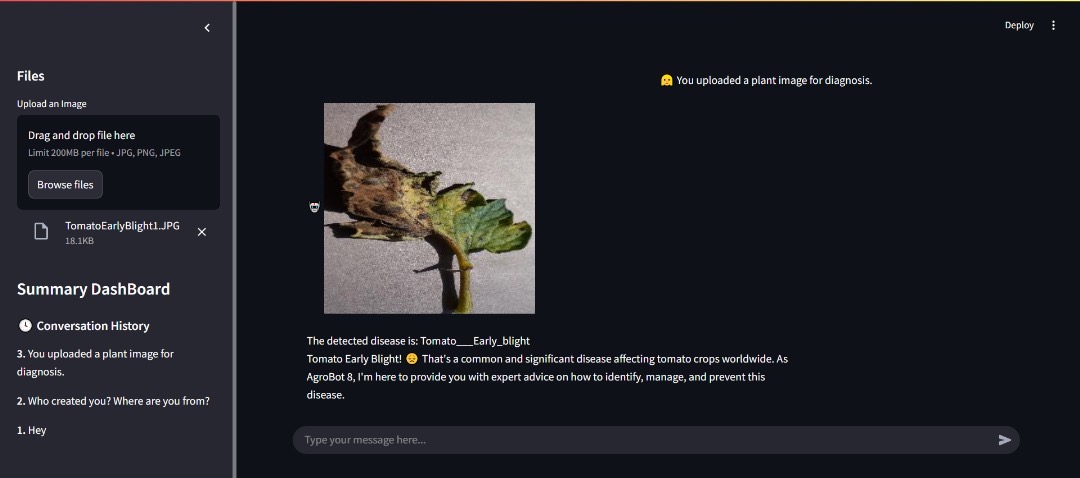 Deploy
Files
Upload an Image
Drag and drop file here
Limit 200MB per file • JPG, PNG, JPEG
Browse files
TomatoEarlyBlight1.JPG
18.1KB
Summary DashBoard
Conversation History
3. You uploaded a plant image for
diagnosis.
2. Who created you? Where are you from?
1. Hey
You uploaded a plant image for diagnosis.
The detected disease is: Tomato___Early_blight
Tomato Early Blight! 😞 That's a common and significant disease affecting tomato crops worldwide. As
AgroBot 8, I'm here to provide you with expert advice on how to identify, manage, and prevent this
disease.
Type your message here...